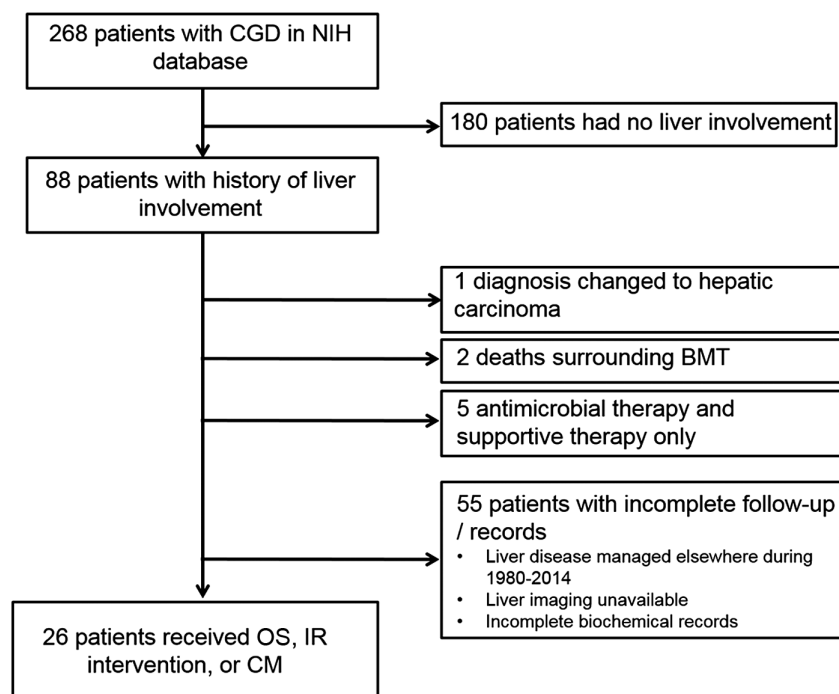 268 patients with CGD in NIH
database
180 patients had no liver involvement
88 patients with history of liver
involvement
1 diagnosis changed to hepatic
carcinoma
2 deaths surrounding BMT
5 antimicrobial therapy and
supportive therapy only
55 patients with incomplete follow-up
/ records
• Liver disease managed elsewhere during
1980-2014
• Liver imaging unavailable
• Incomplete biochemical records
26 patients received OS, IR
intervention, or CM